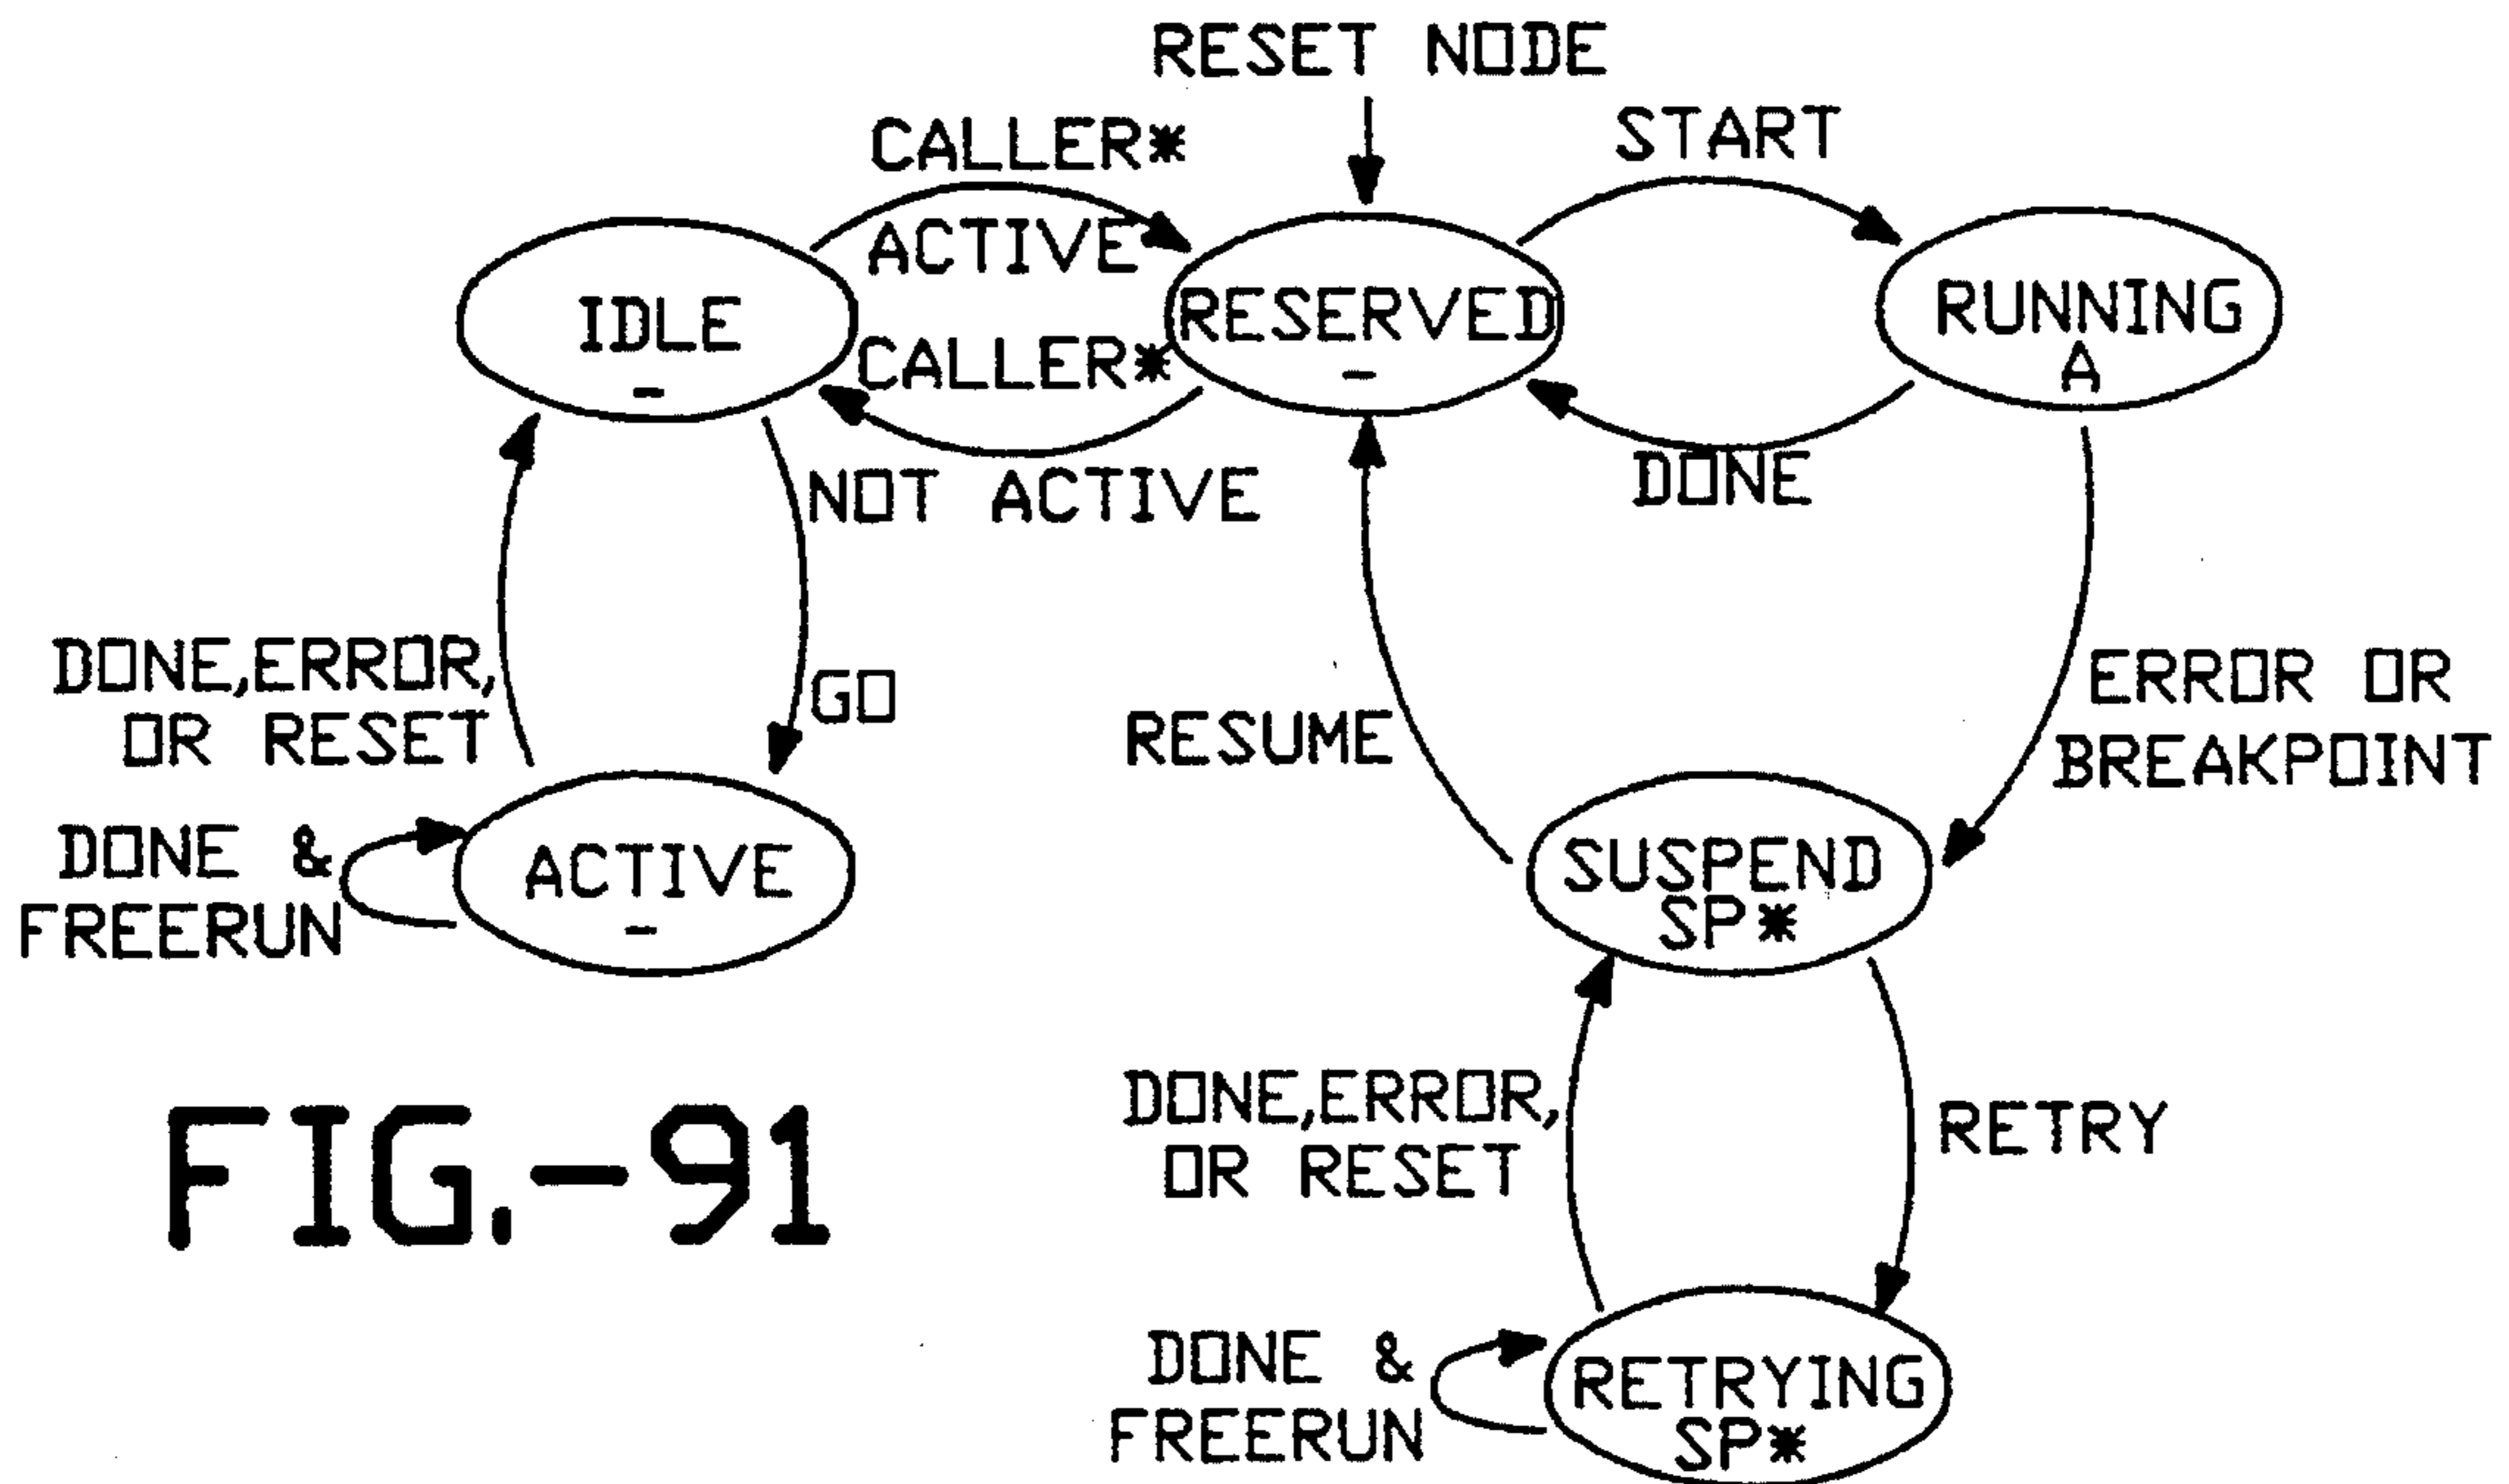 RESET NODE
CALLER*
ACTIVE
START
IDLE
-
CALLER*
NOT ACTIVE
RESERVED
-
RUNNING
A
DONE
DONE,ERROR,
OR RESET
GO
RESUME
ERROR OR
BREAKPOINT
DONE &
FREERUN
ACTIVE
-
SUSPEND
SP*
DONE,ERROR,
OR RESET
RETRY
DONE &
FREERUN
RETRYING
SP*
FIG.-91